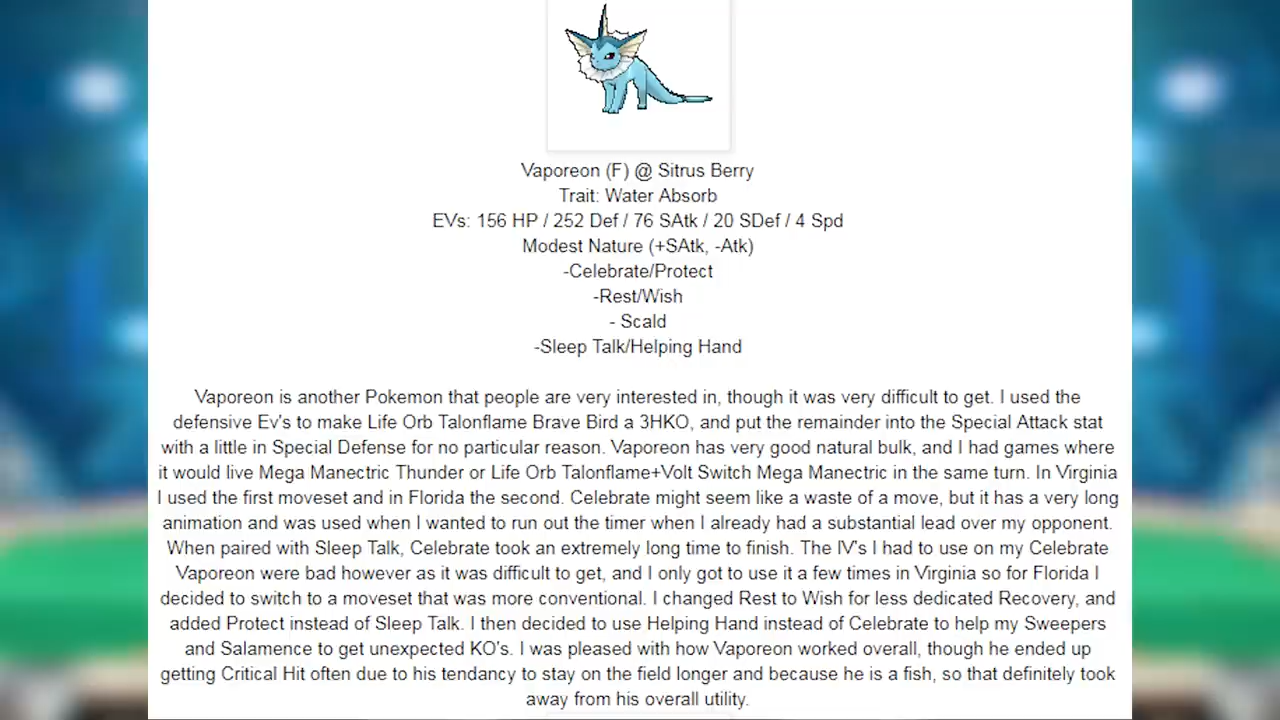 Vaporeon (F) @ Sitrus Berry
Trait: Water Absorb
EVs: 156 HP / 252 Def / 76 SAtk / 20 SDef / 4 Spd
Modest Nature (+SAtk, -Atk)
-Celebrate/Protect
-Rest/Wish
- Scald
-Sleep Talk/Helping Hand
Vaporeon is another Pokemon that people are very interested in, though it was very difficult to get. I used the
defensive Ev's to make Life Orb Talonflame Brave Bird a 3HKO, and put the remainder into the Special Attack stat
with a little in Special Defense for no particular reason. Vaporeon has very good natural bulk, and I had games where
it would live Mega Manectric Thunder or Life Orb Talonflame+Volt Switch Mega Manectric in the same turn. In Virginia
I used the first moveset and in Florida the second. Celebrate might seem like a waste of a move, but it has a very long
animation and was used when I wanted to run out the timer when I already had a substantial lead over my opponent.
When paired with Sleep Talk, Celebrate took an extremely long time to finish. The IV's I had to use on my Celebrate
Vaporeon were bad however as it was difficult to get, and I only got to use it a few times in Virginia so for Florida I
decided to switch to a moveset that was more conventional. I changed Rest to Wish for less dedicated Recovery, and
added Protect instead of Sleep Talk. I then decided to use Helping Hand instead of Celebrate to help my Sweepers
and Salamence to get unexpected KO's. I was pleased with how Vaporeon worked overall, though he ended up
getting Critical Hit often due to his tendancy to stay on the field longer and because he is a fish, so that definitely took
away from his overall utility.